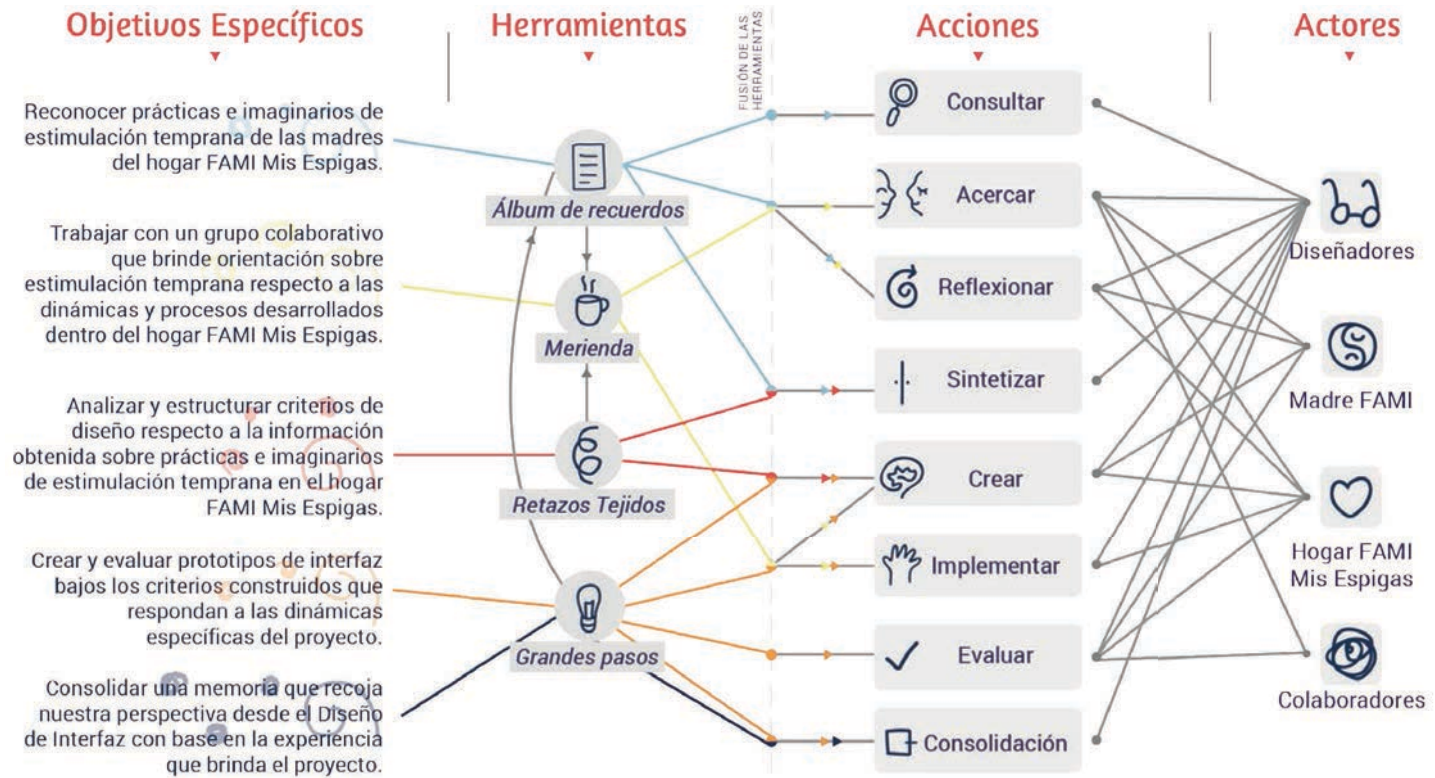 Objetivos Específicos
Herramientas
FUSIÓN DE LAS
HERRAMIENTAS
Acciones
Actores
Reconocer prácticas e imaginarios de
estimulación temprana de las madres
del hogar FAMI Mis Espigas.
Trabajar con un grupo colaborativo
que brinde orientación sobre
estimulación temprana respecto a las
dinámicas y procesos desarrollados
dentro del hogar FAMI Mis Espigas.
Analizar y estructurar criterios de
diseño respecto a la información
obtenida sobre prácticas e imaginarios
de estimulación temprana en el hogar
FAMI Mis Espigas.
Crear y evaluar prototipos de interfaz
bajos los criterios construidos que
respondan a las dinámicas
específicas del proyecto.
Consolidar una memoria que recoja
nuestra perspectiva desde el Diseño
de Interfaz con base en la experiencia
que brinda el proyecto.
Álbum de recuerdos
Merienda
Retazos Tejidos
Grandes pasos
Consultar
Acercar
Reflexionar
Sintetizar
Crear
Implementar
Evaluar
Consolidación
Diseñadores
Madre FAMI
Hogar FAMI
Mis Espigas
Colaboradores